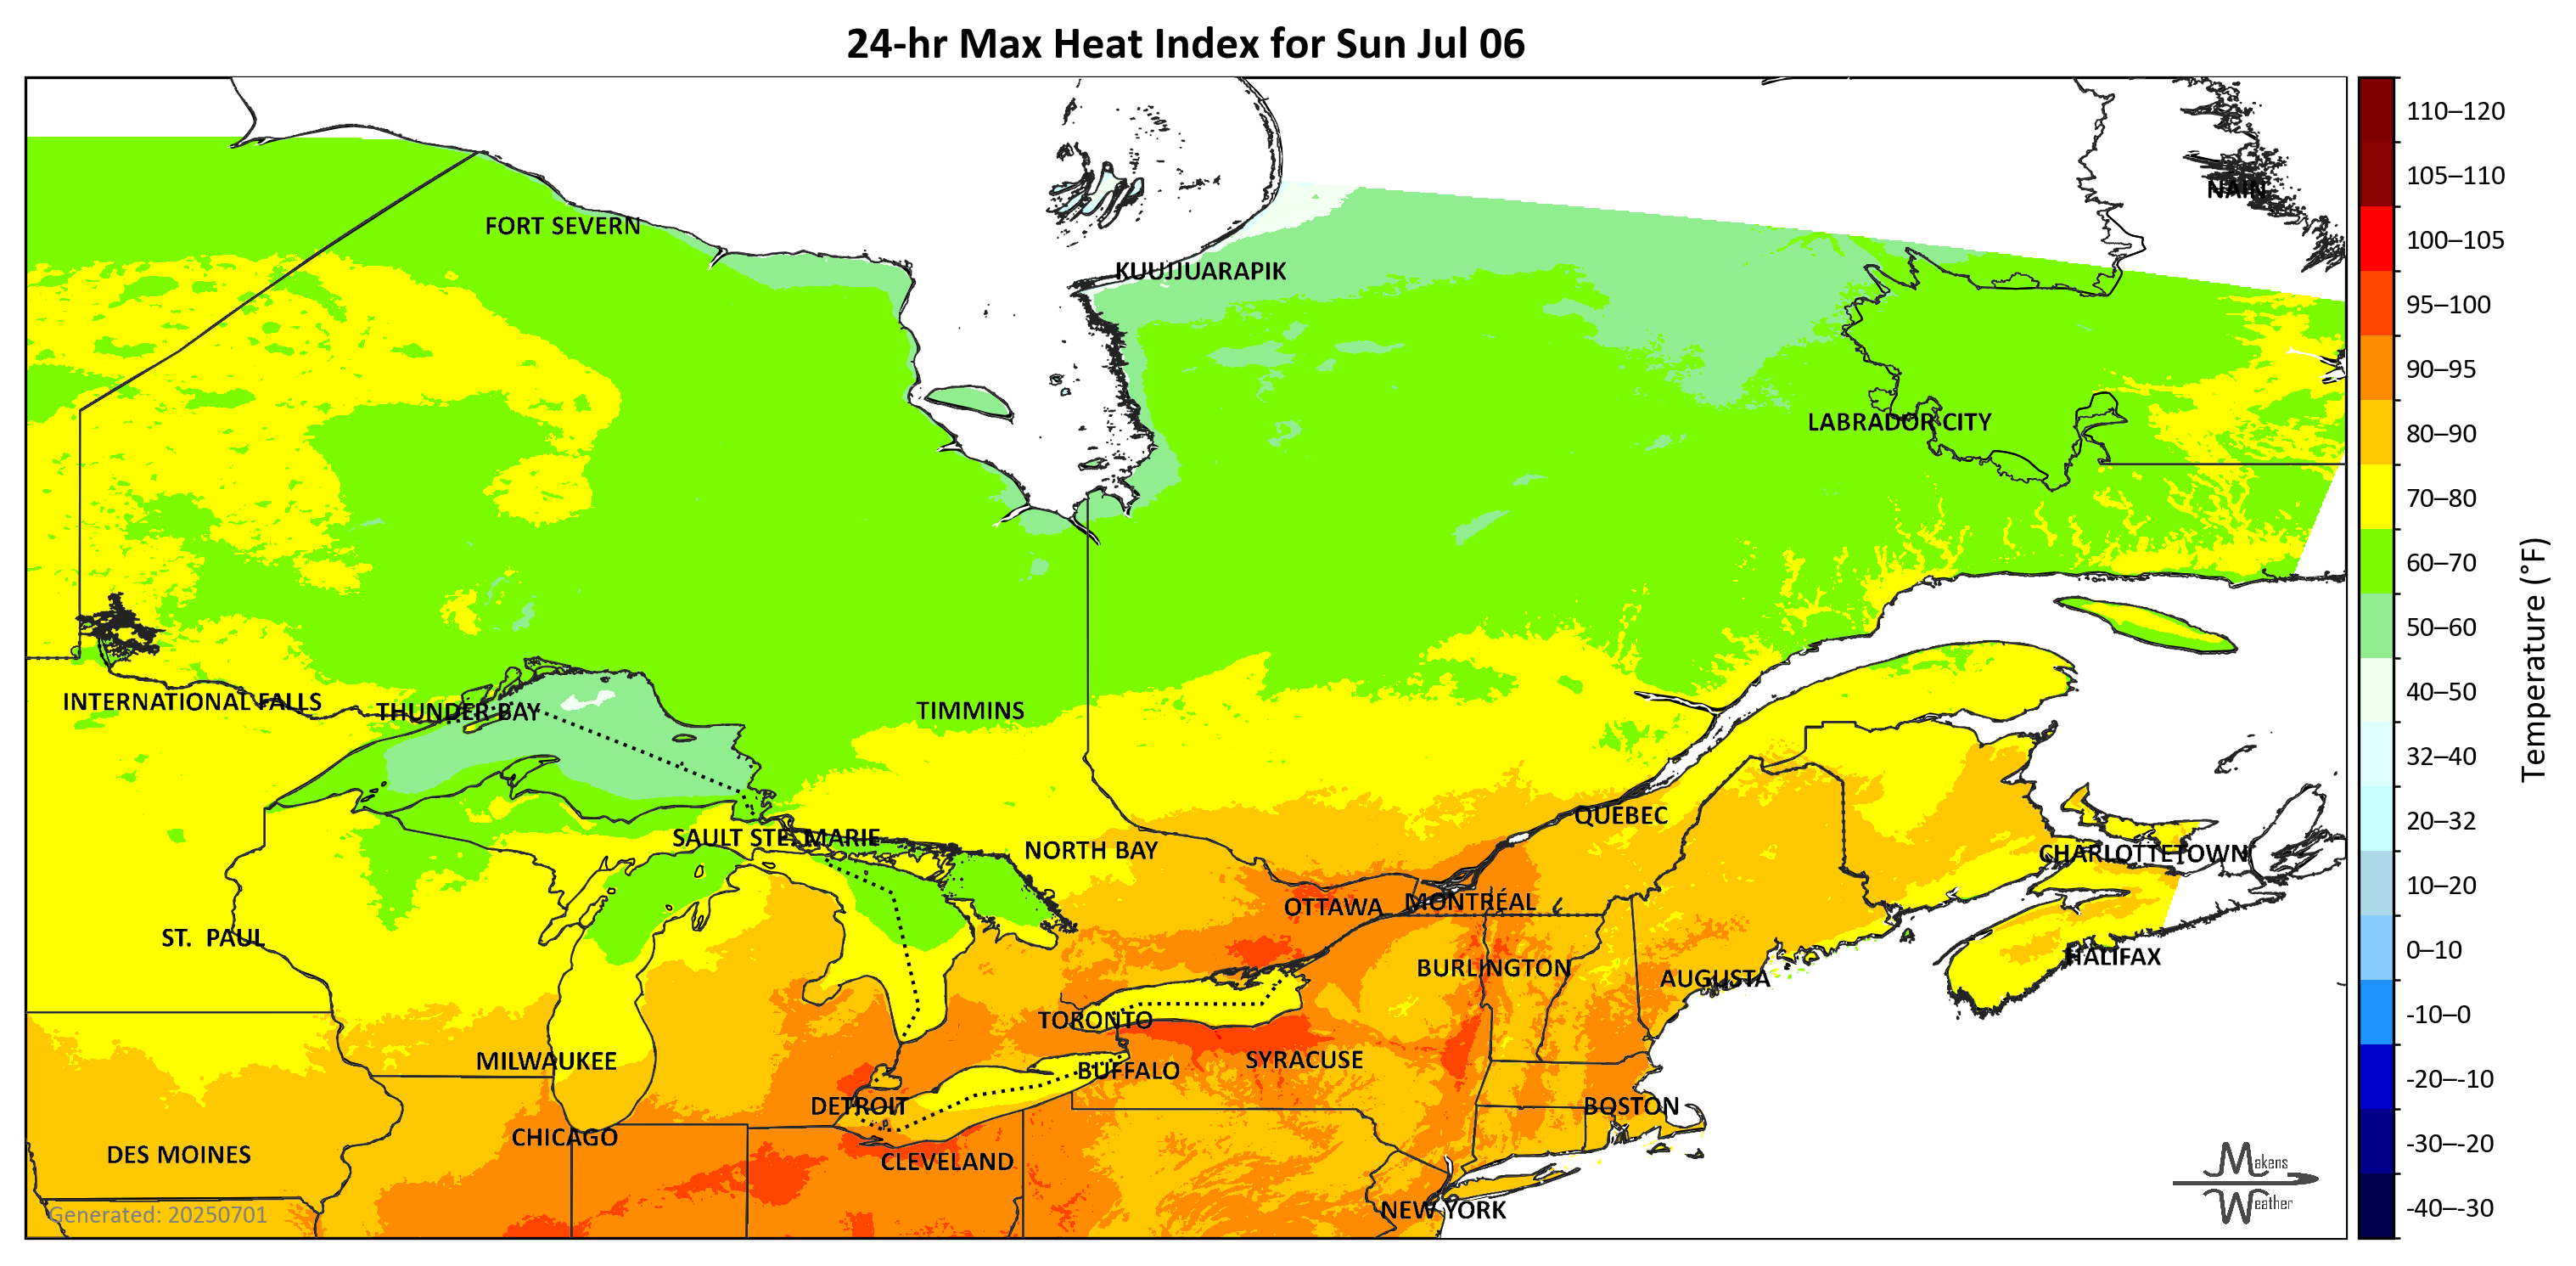 24-hr Max Heat Index for Sun Jul 06
NAIN
FORT SEVERN
KUUJJUARAPIK
LABRADOR CITY
INTERNATIONAL FALLS
THUNDER BAY
TIMMINS
QUEBEC
SAULT STE. MARIE
NORTH BAY
CHARLOTTETOWN
OTTAWA
MONTRÉAL
ST. PAUL
HALIFAX
BURLINGTON
AUGUSTA
TORONTO
MILWAUKEE
SYRACUSE
BUFFALO
DETROIT
BOSTON
CHICAGO
DES MOINES
CLEVELAND
NEW YORK
Generated: 20250701
Makens
Weather
110–120
105–110
100–105
95–100
90–95
80–90
70–80
60–70
50–60
40–50
32–40
20–32
10–20
0–10
-10–0
-20–-10
-30–-20
-40–-30
Temperature (°F)